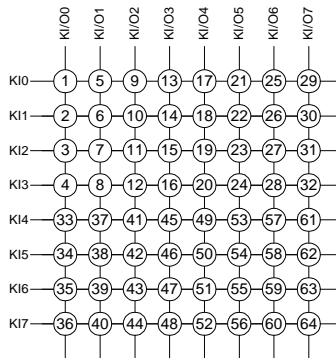 KI/O0 KI/O1 KI/O2 KI/O3 KI/O4 KI/O5 KI/O6 KI/O7
KI0 1 5 9 13 17 21 25 29
KI1 2 6 10 14 18 22 26 30
KI2 3 7 11 15 19 23 27 31
KI3 4 8 12 16 20 24 28 32
KI4 33 37 41 45 49 53 57 61
KI5 34 38 42 46 50 54 58 62
KI6 35 39 43 47 51 55 59 63
KI7 36 40 44 48 52 56 60 64